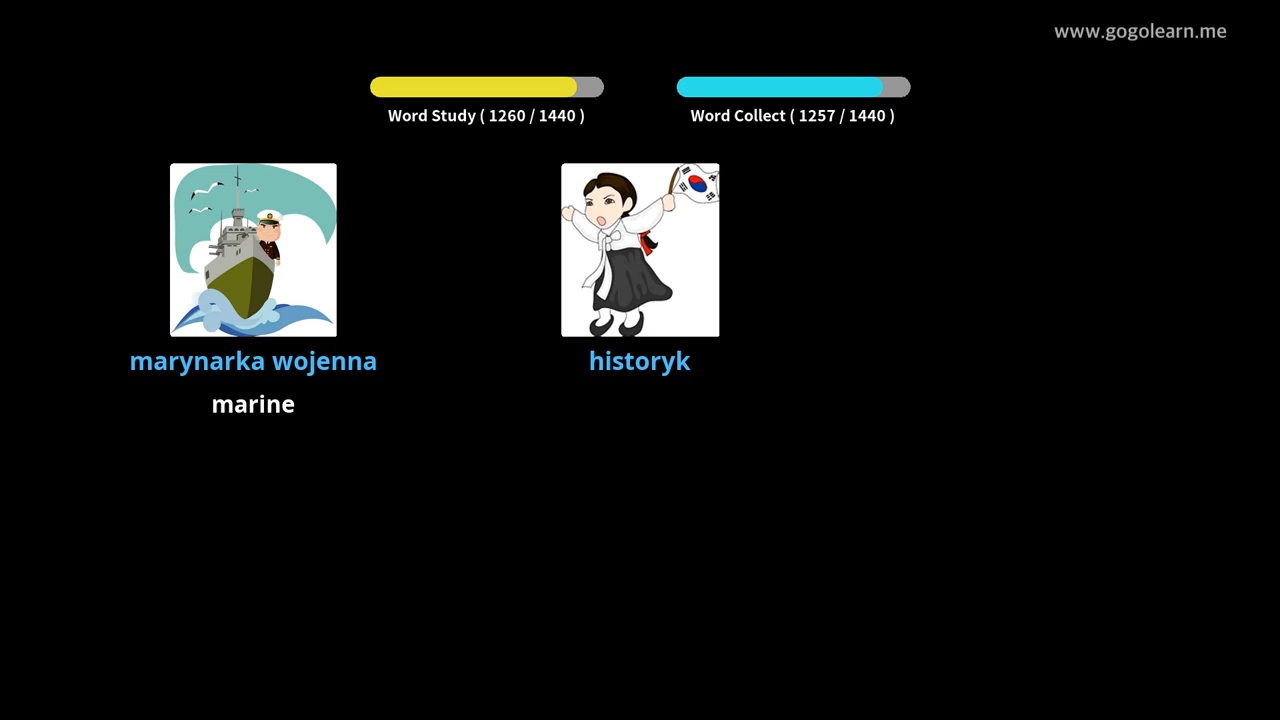 www.gogolearn.me
Word Study ( 1260 / 1440 )
Word Collect ( 1257 / 1440 )
marynarka wojenna
historyk
marine